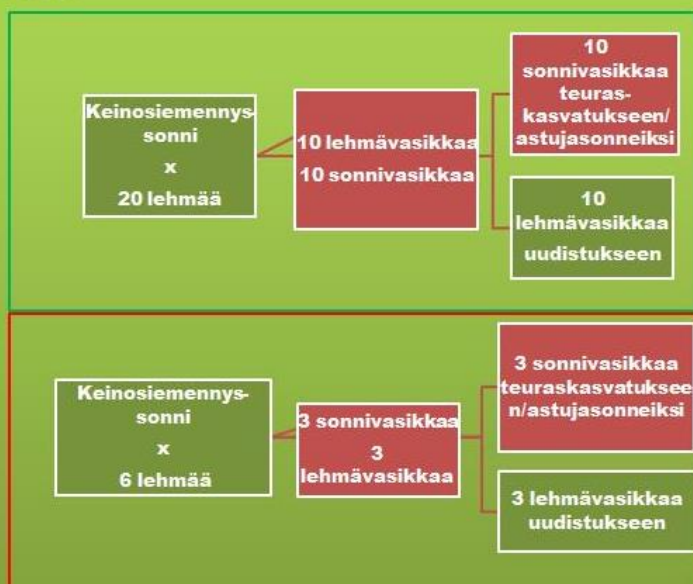 Keinosiemennys-
sonni
x
20 lehmää
10 lehmävasikkaa
10 sonnivasikkaa
10
sonnivasikkaa
teuras-
kasvatukseen/
astujasonneiksi
10
lehmävasikkaa
uudistukseen
Keinosiemennys-
sonni
x
6 lehmää
3 sonnivasikkaa
3
lehmävasikkaa
3 sonnivasikkaa
teuraskasvatuksee
n/astujasonneiksi
3 lehmävasikkaa
uudistukseen